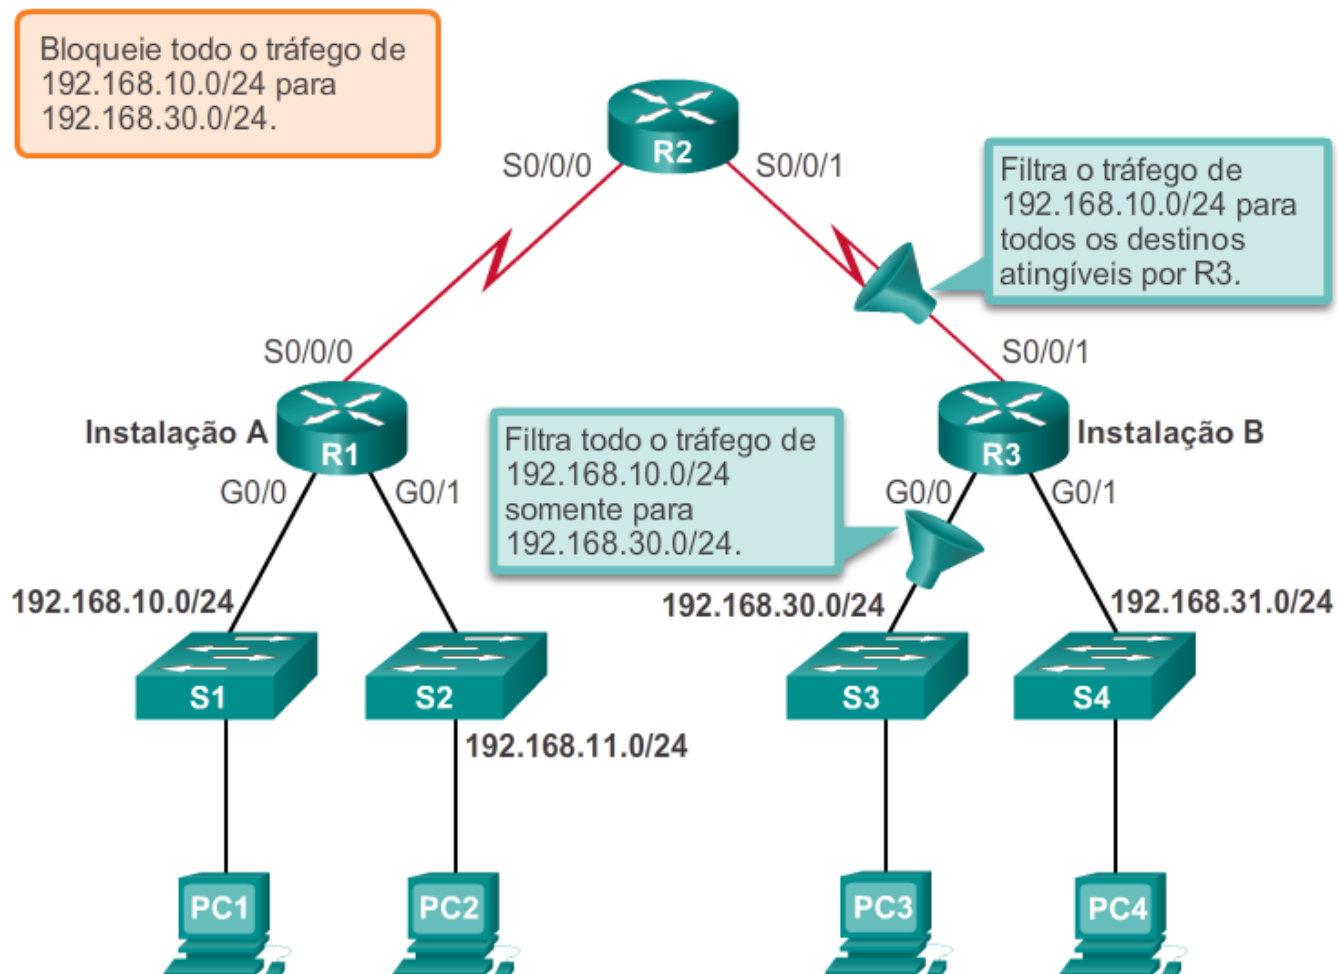 Bloqueie todo o tráfego de
192.168.10.0/24 para
192.168.30.0/24.
R2
S0/0/0
S0/0/1
Filtra o tráfego de
192.168.10.0/24 para
todos os destinos
atingíveis por R3.
S0/0/0
S0/0/1
Instalação A
R1
Filtra todo o tráfego de
192.168.10.0/24
somente para
192.168.30.0/24.
R3
Instalação B
G0/0
G0/1
G0/0
G0/1
192.168.10.0/24
192.168.30.0/24
192.168.31.0/24
S1
S2
S3
S4
192.168.11.0/24
PC1
PC2
PC3
PC4